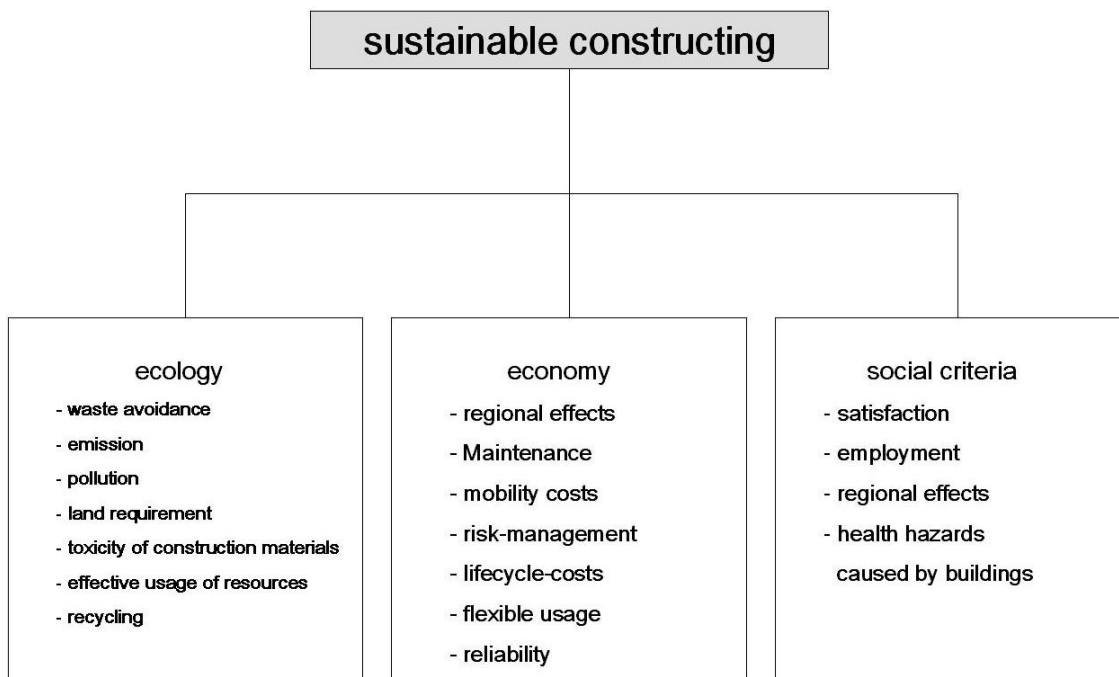 sustainable constructing
ecology
- waste avoidance
- emission
- pollution
- land requirement
- toxicity of construction materials
- effective usage of resources
- recycling
economy
- regional effects
- Maintenance
- mobility costs
- risk-management
- lifecycle-costs
- flexible usage
- reliability
social criteria
- satisfaction
- employment
- regional effects
- health hazards
caused by buildings